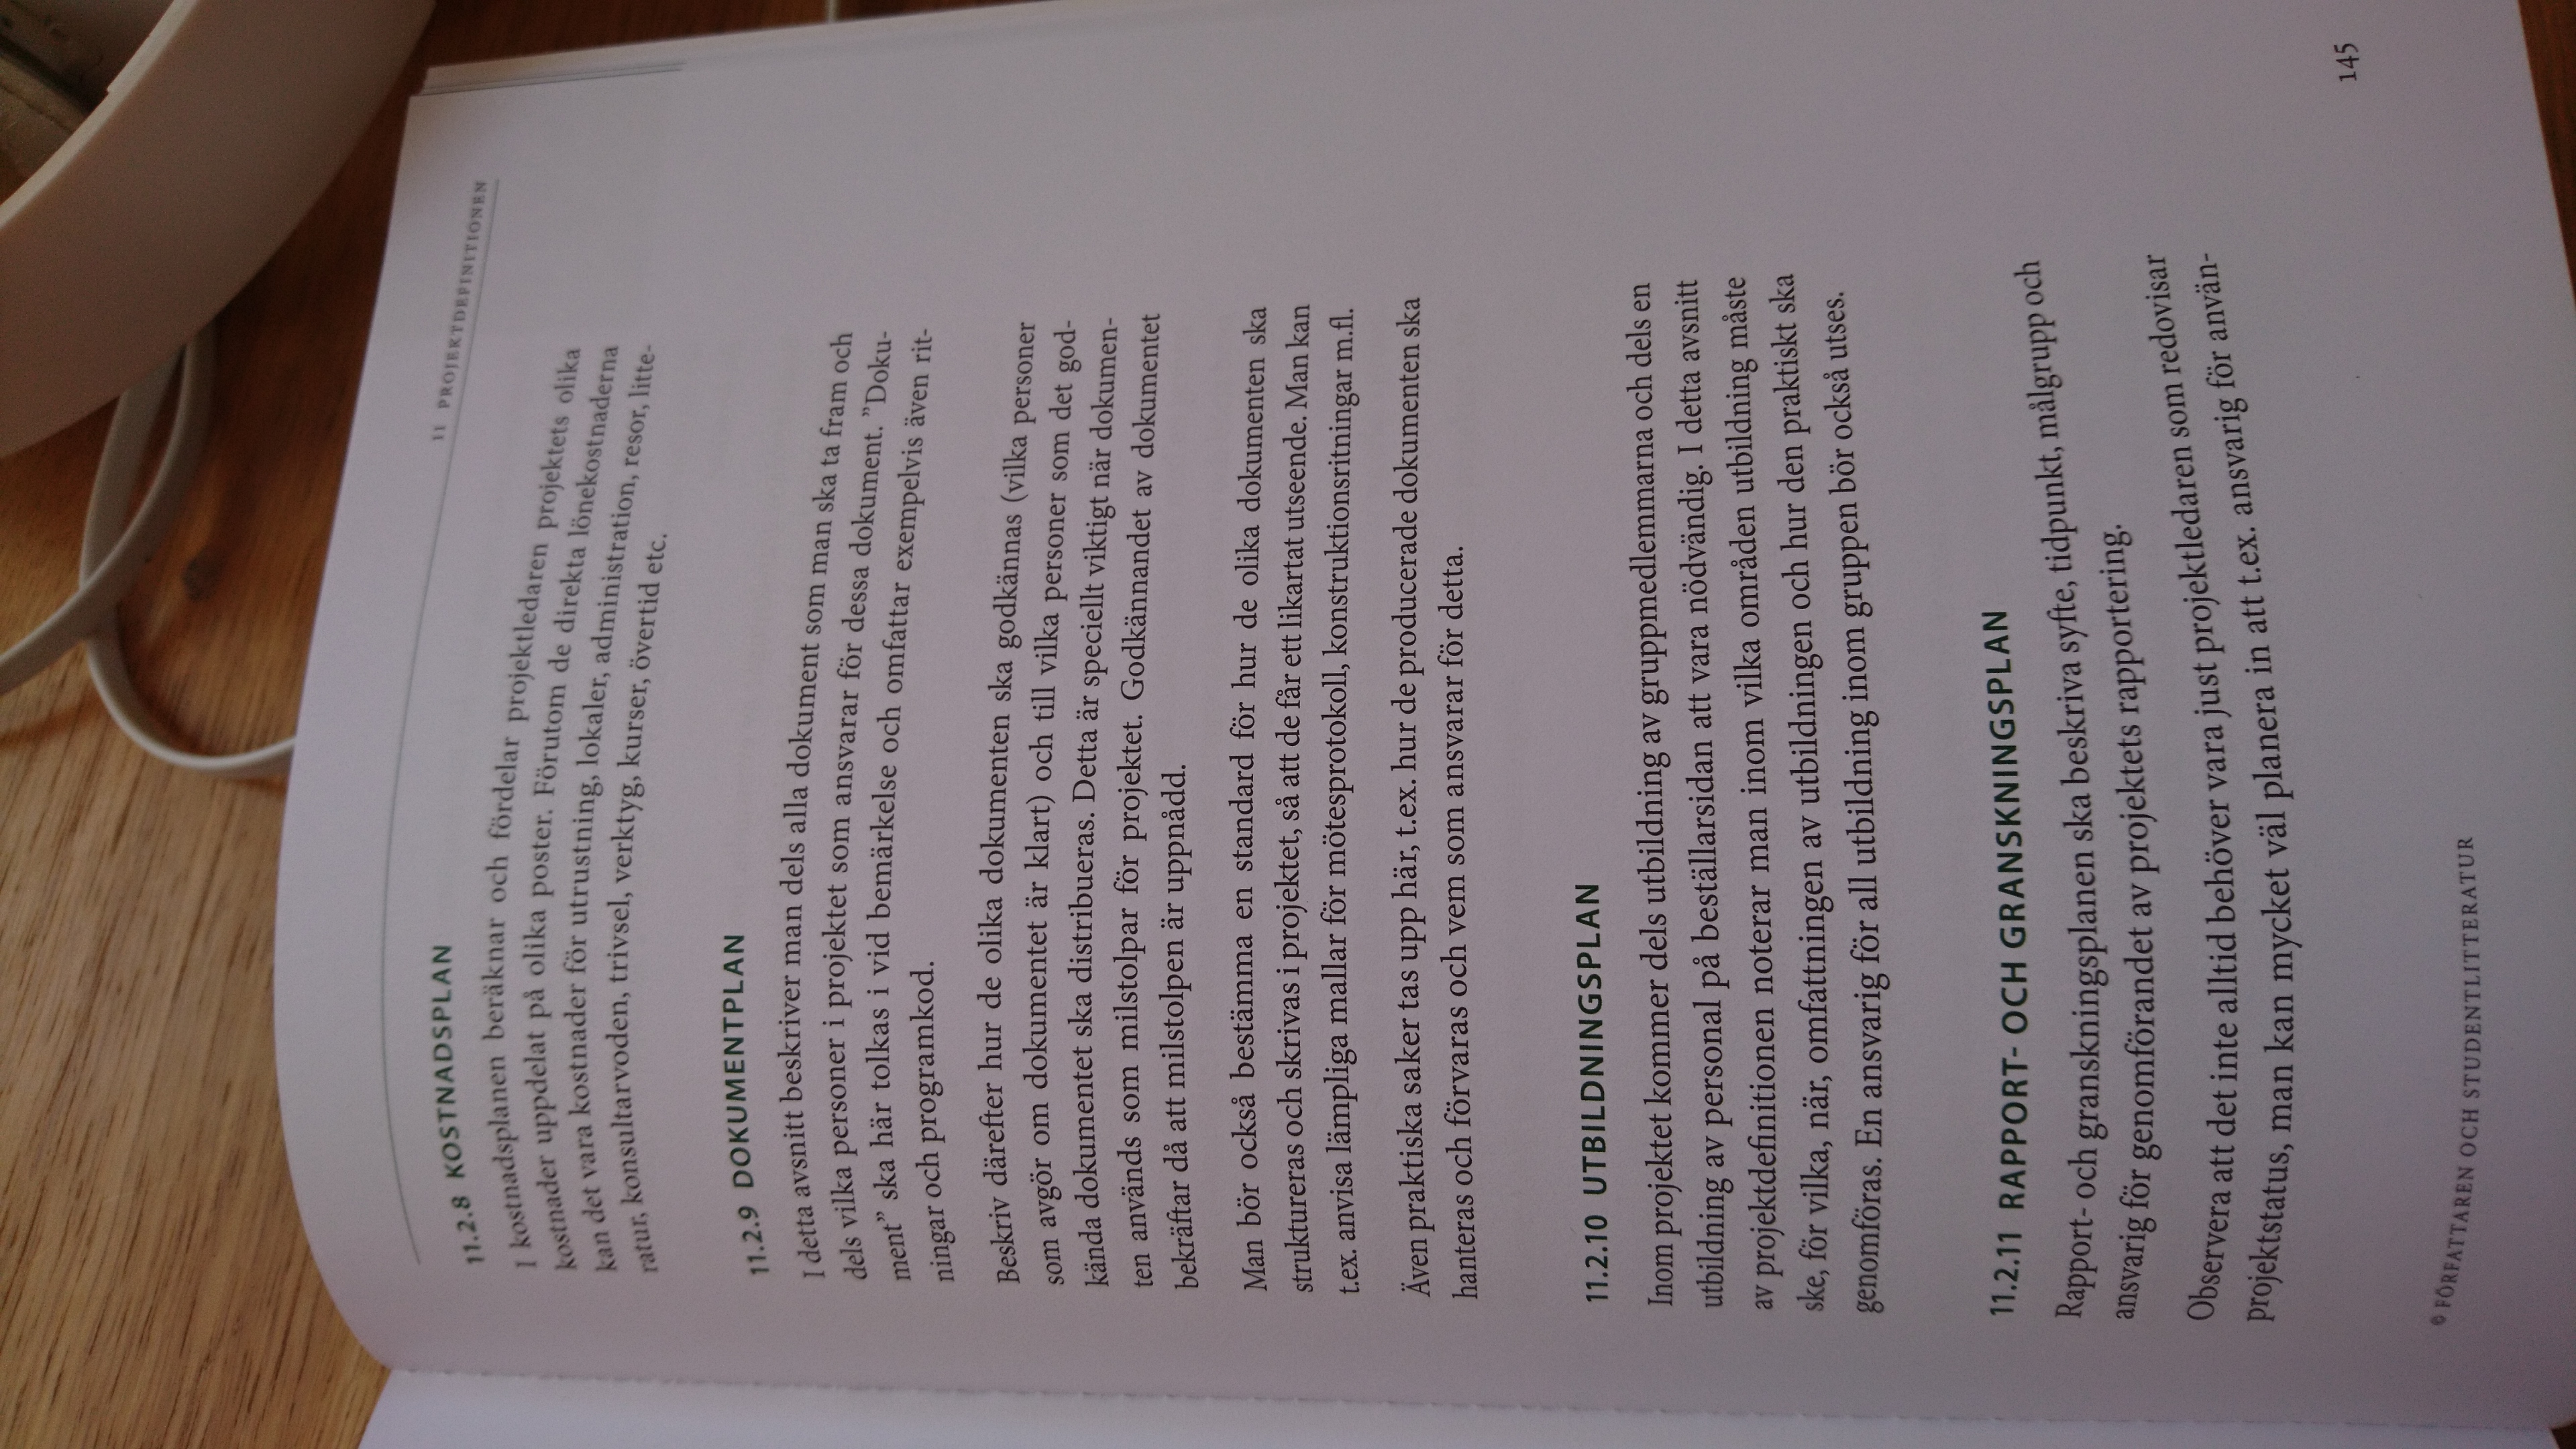 11 PROJEKTDEFINITIONEN
11.2.8 KOSTNADSPLAN
I kostnadsplanen beräknar och fördelar projektledaren projektets olika
kostnader uppdelat på olika poster. Förutom de direkta lönekostnaderna
kan det vara kostnader för utrustning, lokaler, administration, resor, litte-
ratur, konsultarvoden, trivsel, verktyg, kurser, övertid etc.
11.2.9 DOKUMENTPLAN
I detta avsnitt beskriver man dels alla dokument som man ska ta fram och
dels vilka personer i projektet som ansvarar för dessa dokument. ”Doku-
ment” ska här tolkas i vid bemärkelse och omfattar exempelvis även rit-
ningar och programkod.
Beskriv därefter hur de olika dokumenten ska godkännas (vilka personer
som avgör om dokumentet är klart) och till vilka personer som det god-
kända dokumentet ska distribueras. Detta är speciellt viktigt när dokumen-
ten används som milstolpar för projektet. Godkännandet av dokumentet
bekräftar då att milstolpen är uppnådd.
Man bör också bestämma en standard för hur de olika dokumenten ska
struktureras och skrivas i projektet, så att de får ett likartat utseende. Man kan
t.ex. anvisa lämpliga mallar för mötesprotokoll, konstruktionsritningar m.fl.
Även praktiska saker tas upp här, t.ex. hur de producerade dokumenten ska
hanteras och förvaras och vem som ansvarar för detta.
11.2.10 UTBILDNINGSPLAN
Inom projektet kommer dels utbildning av gruppmedlemmarna och dels en
utbildning av personal på beställarsidan att vara nödvändig. I detta avsnitt
av projektdefinitionen noterar man inom vilka områden utbildning måste
ske, för vilka, när, omfattningen av utbildningen och hur den praktiskt ska
genomföras. En ansvarig för all utbildning inom gruppen bör också utses.
11.2.11 RAPPORT- OCH GRANSKNINGSPLAN
Rapport- och granskningsplanen ska beskriva syfte, tidpunkt, målgrupp och
ansvarig för genomförandet av projektets rapportering.
Observera att det inte alltid behöver vara just projektledaren som redovisar
projektstatus, man kan mycket väl planera in att t.ex. ansvarig för använ-
© FÖRFATTAREN OCH STUDENTLITTERATUR
145